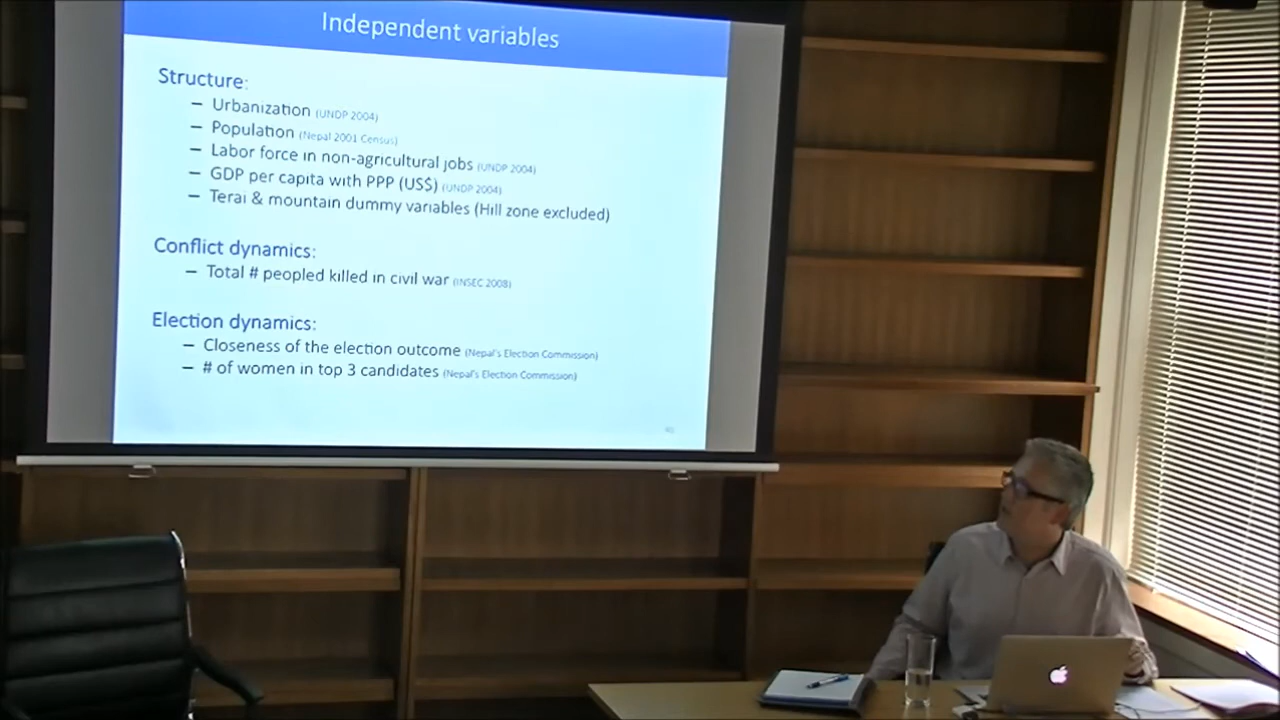 Independent variables
Structure:
– Urbanization (UNDP 2004)
– Population (Nepal 2001 Census)
– Labor force in non-agricultural jobs (UNDP 2004)
– GDP per capita with PPP (US$) (UNDP 2004)
– Terai & mountain dummy variables (Hill zone excluded)
Conflict dynamics:
– Total # peopled killed in civil war (INSEC 2008)
Election dynamics:
– Closeness of the election outcome (Nepal's Election Commission)
– # of women in top 3 candidates (Nepal's Election Commission)